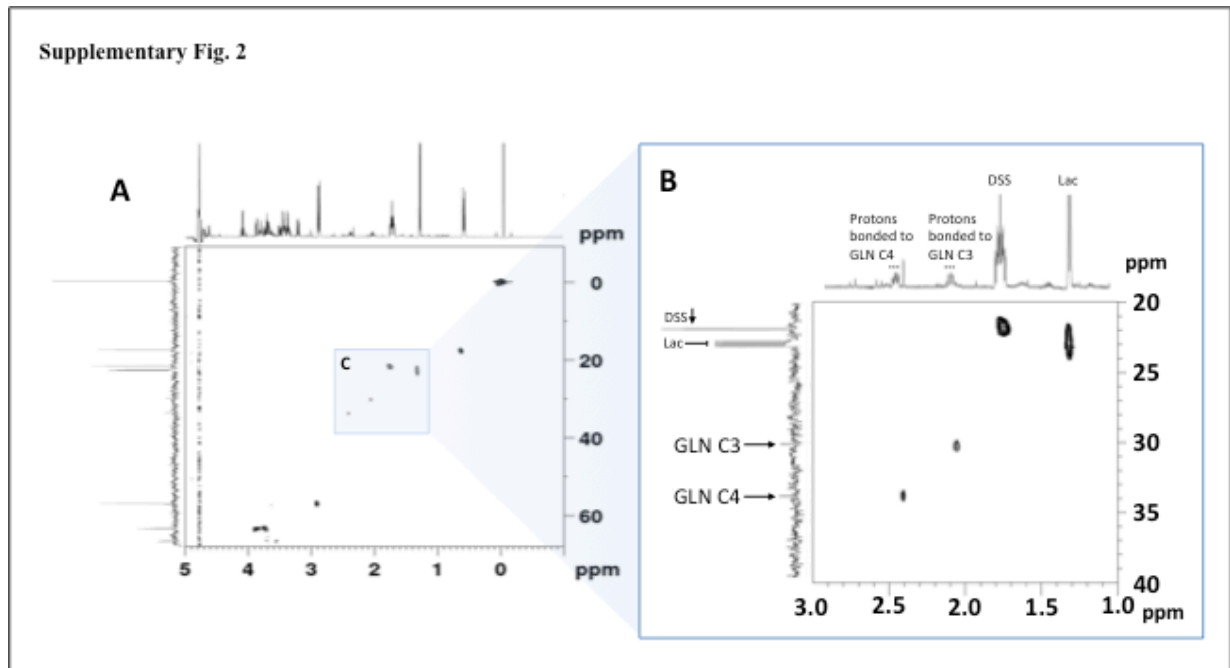 Supplementary Fig. 2
A
ppm
0
20
40
60
C
5 4 3 2 1 0 ppm
B
DSS
Lac
Protons
bonded to
GLN C4
Protons
bonded to
GLN C3
ppm
DSS
Lac
GLN C3
GLN C4
20
25
30
35
40
3.0 2.5 2.0 1.5 1.0 ppm